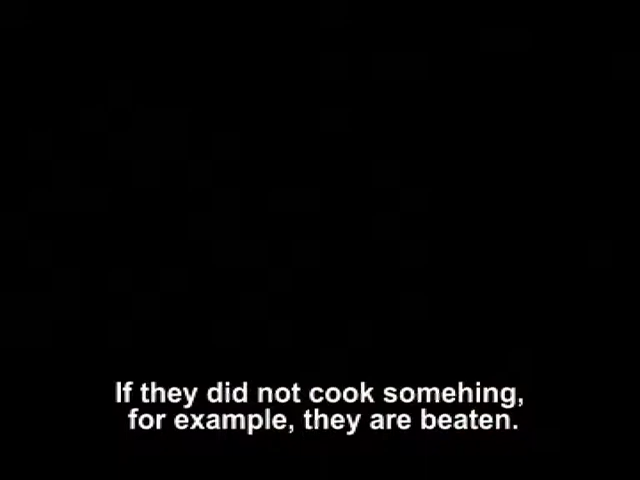 If they did not cook somehing,
for example, they are beaten.